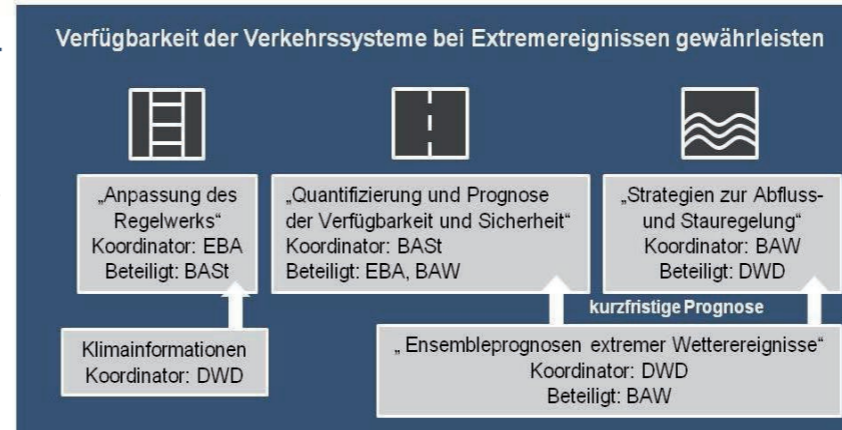 Verfügbarkeit der Verkehrssysteme bei Extremereignissen gewährleisten
„Anpassung des
Regelwerks“
Koordinator: EBA
Beteiligt: BASt
„Quantifizierung und Prognose
der Verfügbarkeit und Sicherheit“
Koordinator: BASt
Beteiligt: EBA, BAW
„Strategien zur Abfluss-
und Stauregelung“
Koordinator: BAW
Beteiligt: DWD
kurzfristige Prognose
Klimainformationen
Koordinator: DWD
„ Ensembleprognosen extremer Wetterereignisse“
Koordinator: DWD
Beteiligt: BAW